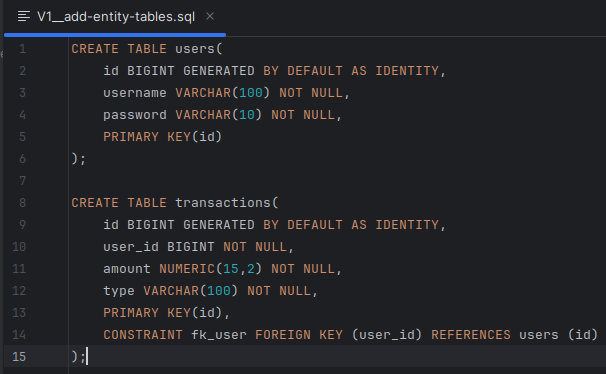 V1__add-entity-tables.sql
1 CREATE TABLE users(
2 id BIGINT GENERATED BY DEFAULT AS IDENTITY,
3 username VARCHAR(100) NOT NULL,
4 password VARCHAR(10) NOT NULL,
5 PRIMARY KEY(id)
6 );
7
8 CREATE TABLE transactions(
9 id BIGINT GENERATED BY DEFAULT AS IDENTITY,
10 user_id BIGINT NOT NULL,
11 amount NUMERIC(15,2) NOT NULL,
12 type VARCHAR(100) NOT NULL,
13 PRIMARY KEY(id),
14 CONSTRAINT fk_user FOREIGN KEY (user_id) REFERENCES users (id)
15 );